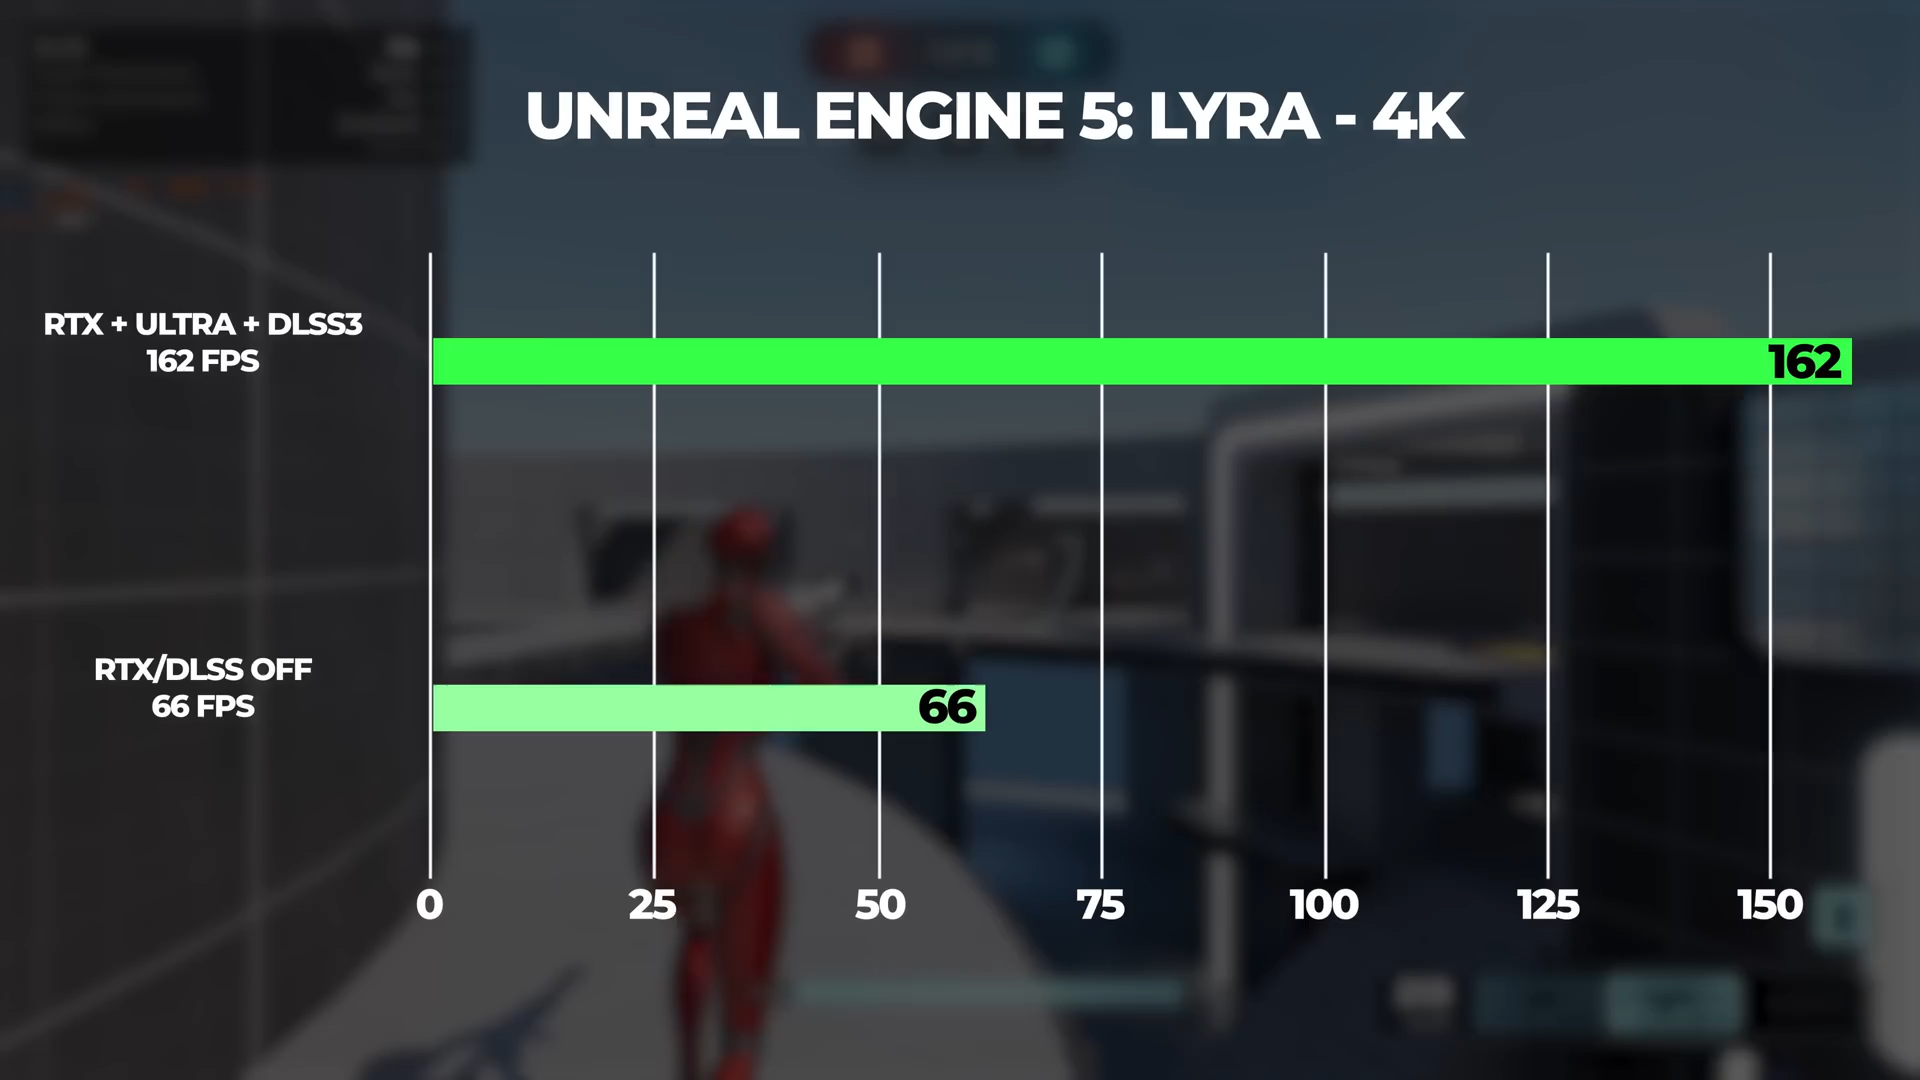 UNREAL ENGINE 5: LYRA - 4K
RTX + ULTRA + DLSS3
162 FPS
162
RTX/DLSS OFF
66 FPS
66
0 25 50 75 100 125 150